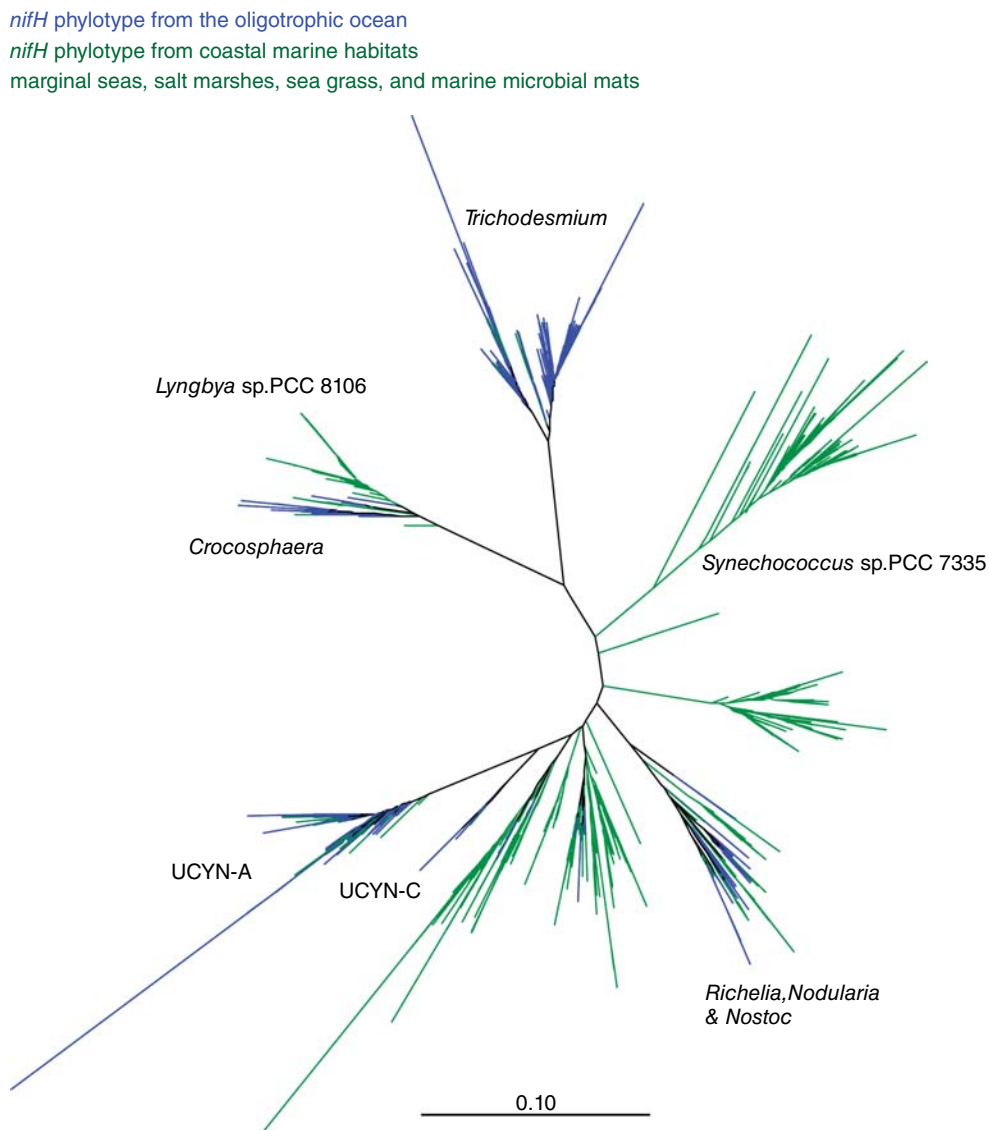 nifH phylotype from the oligotrophic ocean
nifH phylotype from coastal marine habitats
marginal seas, salt marshes, sea grass, and marine microbial mats
Trichodesmium
Lyngbya sp.PCC 8106
Crocosphaera
Synechococcus sp.PCC 7335
UCYN-A
UCYN-C
Richelia,Nodularia
& Nostoc
0.10